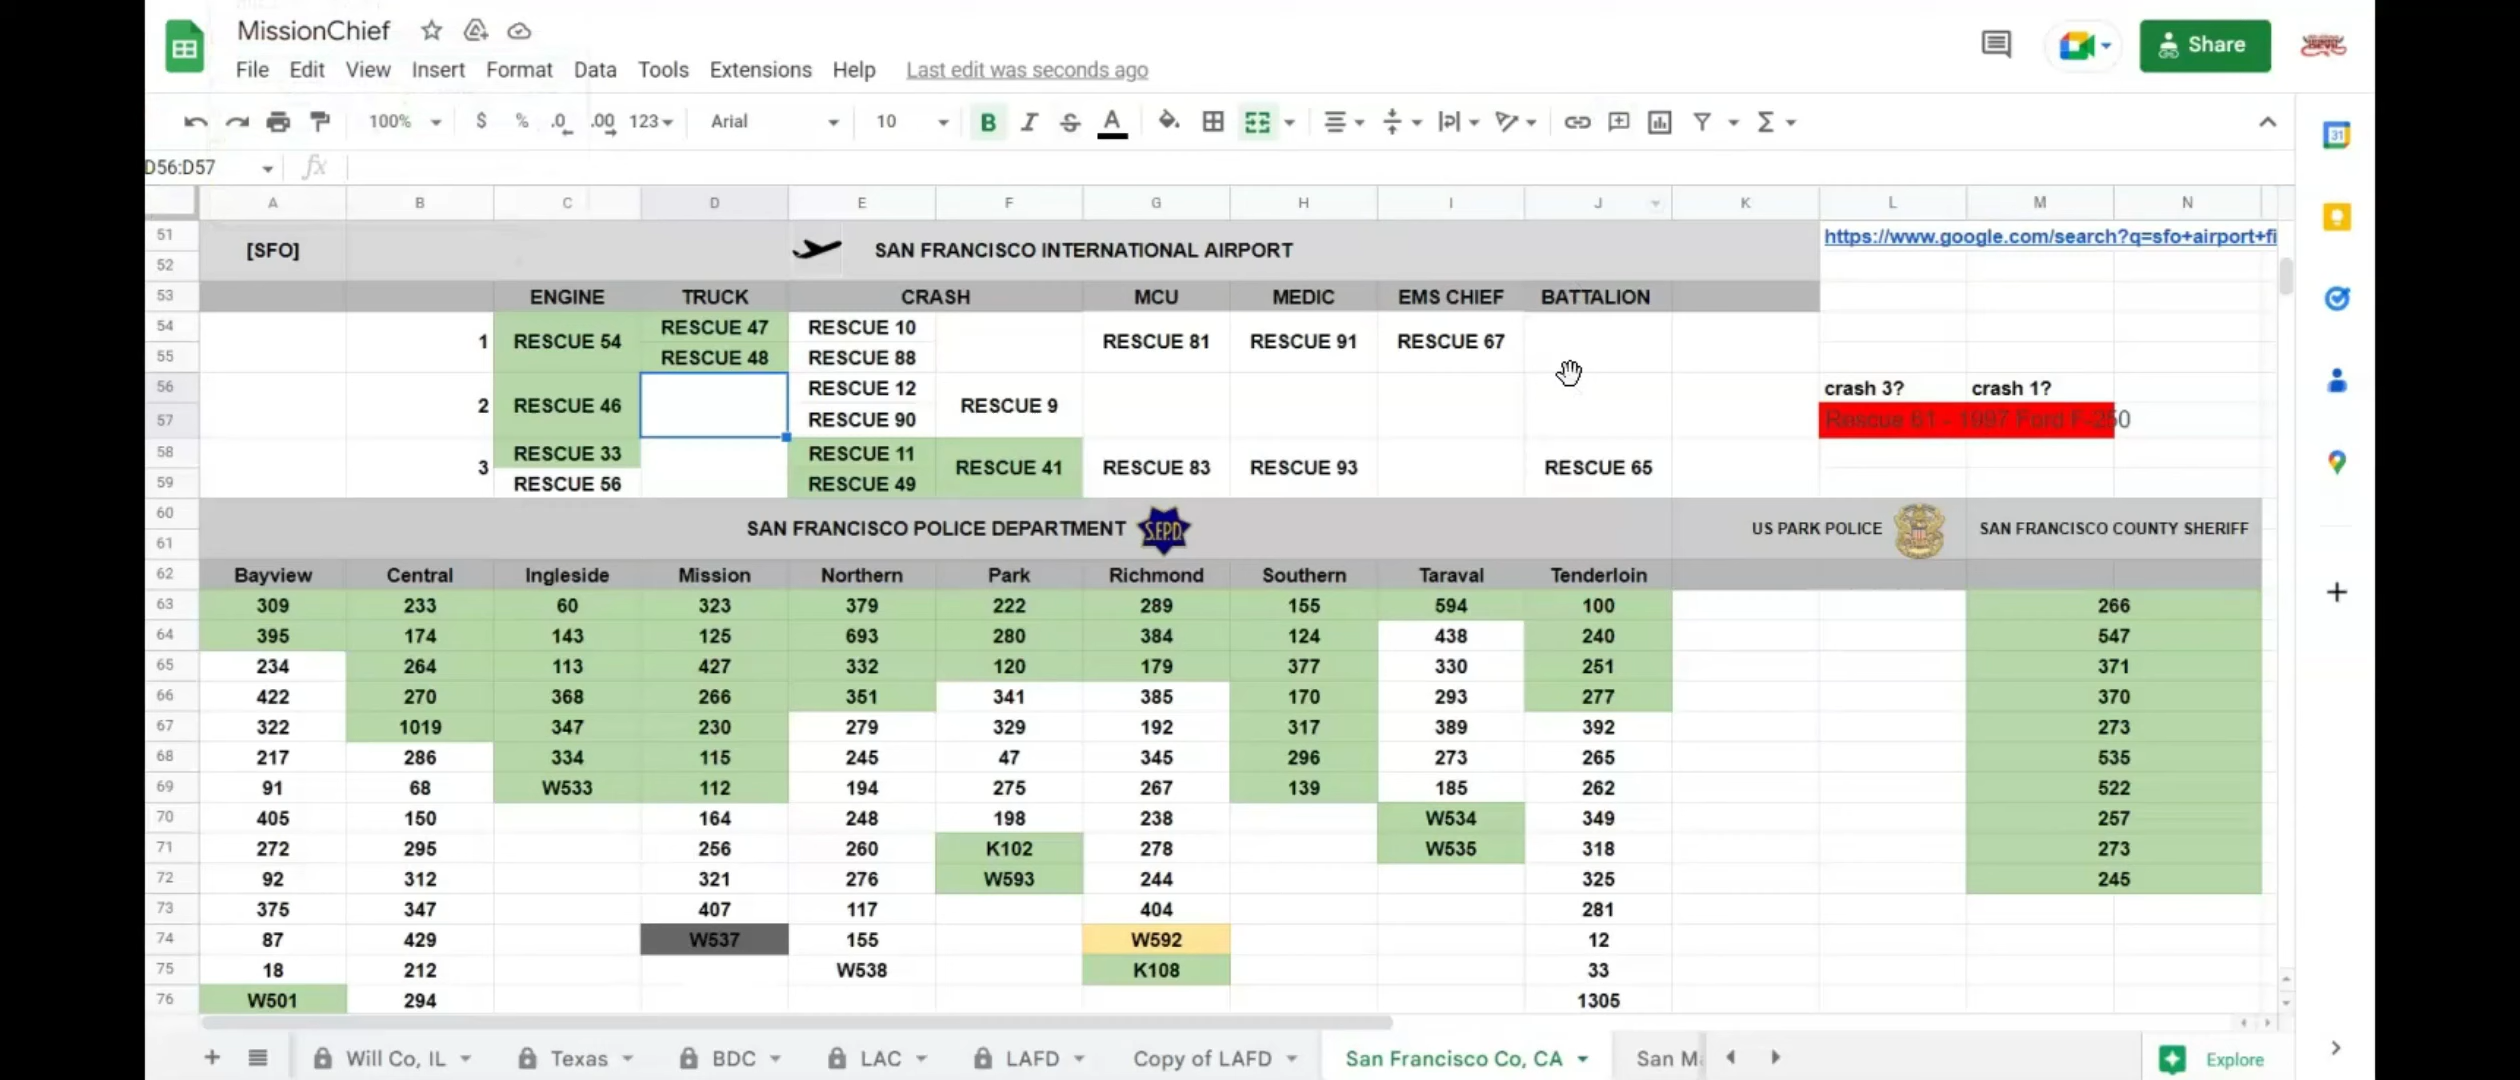 MissionChief
File Edit View Insert Format Data Tools Extensions Help Last edit was seconds ago
Share
100% $ % .0 .00 123 Arial 10 B I S A
D56:D57 fx
A B C D E F G H I J K L M N
51 [SFO] SAN FRANCISCO INTERNATIONAL AIRPORT https://www.google.com/search?q=sfo+airport+fi
52
53 ENGINE TRUCK CRASH MCU MEDIC EMS CHIEF BATTALION
54 RESCUE 47 RESCUE 10
1 RESCUE 54 RESCUE 81 RESCUE 91 RESCUE 67
55 RESCUE 48 RESCUE 88
56 RESCUE 12 crash 3? crash 1?
2 RESCUE 46 RESCUE 9
57 RESCUE 90 Rescue 61 - 1997 Ford F-250
58 RESCUE 33 RESCUE 11
3 RESCUE 41 RESCUE 83 RESCUE 93 RESCUE 65
59 RESCUE 56 RESCUE 49
60 SAN FRANCISCO POLICE DEPARTMENT S.F.P.D. US PARK POLICE SAN FRANCISCO COUNTY SHERIFF
61
62 Bayview Central Ingleside Mission Northern Park Richmond Southern Taraval Tenderloin
63 309 233 60 323 379 222 289 155 594 100 266
64 395 174 143 125 693 280 384 124 438 240 547
65 234 264 113 427 332 120 179 377 330 251 371
66 422 270 368 266 351 341 385 170 293 277 370
67 322 1019 347 230 279 329 192 317 389 392 273
68 217 286 334 115 245 47 345 296 273 265 535
69 91 68 W533 112 194 275 267 139 185 262 522
70 405 150 164 248 198 238 W534 349 257
71 272 295 256 260 K102 278 W535 318 273
72 92 312 321 276 W593 244 325 245
73 375 347 407 117 404 281
74 87 429 W537 155 W592 12
75 18 212 W538 K108 33
76 W501 294 1305
Will Co, IL Texas BDC LAC LAFD Copy of LAFD San Francisco Co, CA San M Explore
31